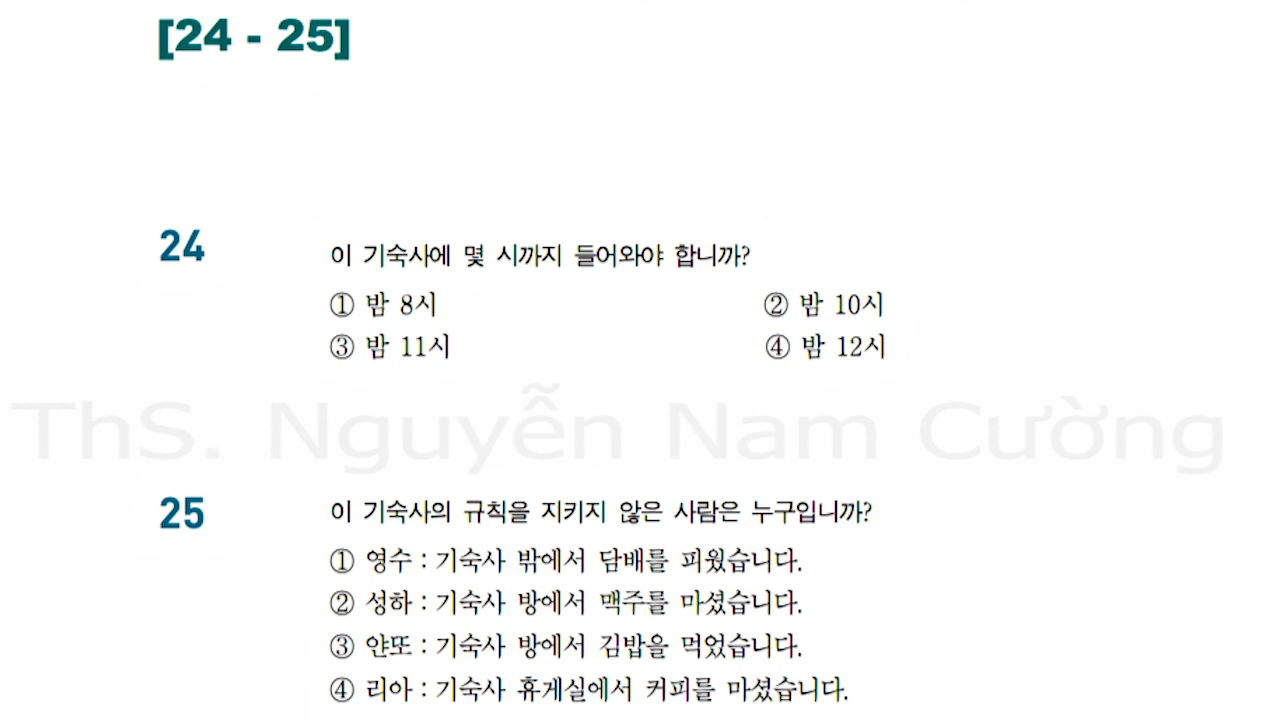 [24 - 25]
24
이 기숙사에 몇 시까지 들어와야 합니까?
① 밤 8시 ② 밤 10시
③ 밤 11시 ④ 밤 12시
ThS. Nguyễn Nam Cường
25
이 기숙사의 규칙을 지키지 않은 사람은 누구입니까?
① 영수 : 기숙사 밖에서 담배를 피웠습니다.
② 성하 : 기숙사 방에서 맥주를 마셨습니다.
③ 얀또 : 기숙사 방에서 김밥을 먹었습니다.
④ 리아 : 기숙사 휴게실에서 커피를 마셨습니다.